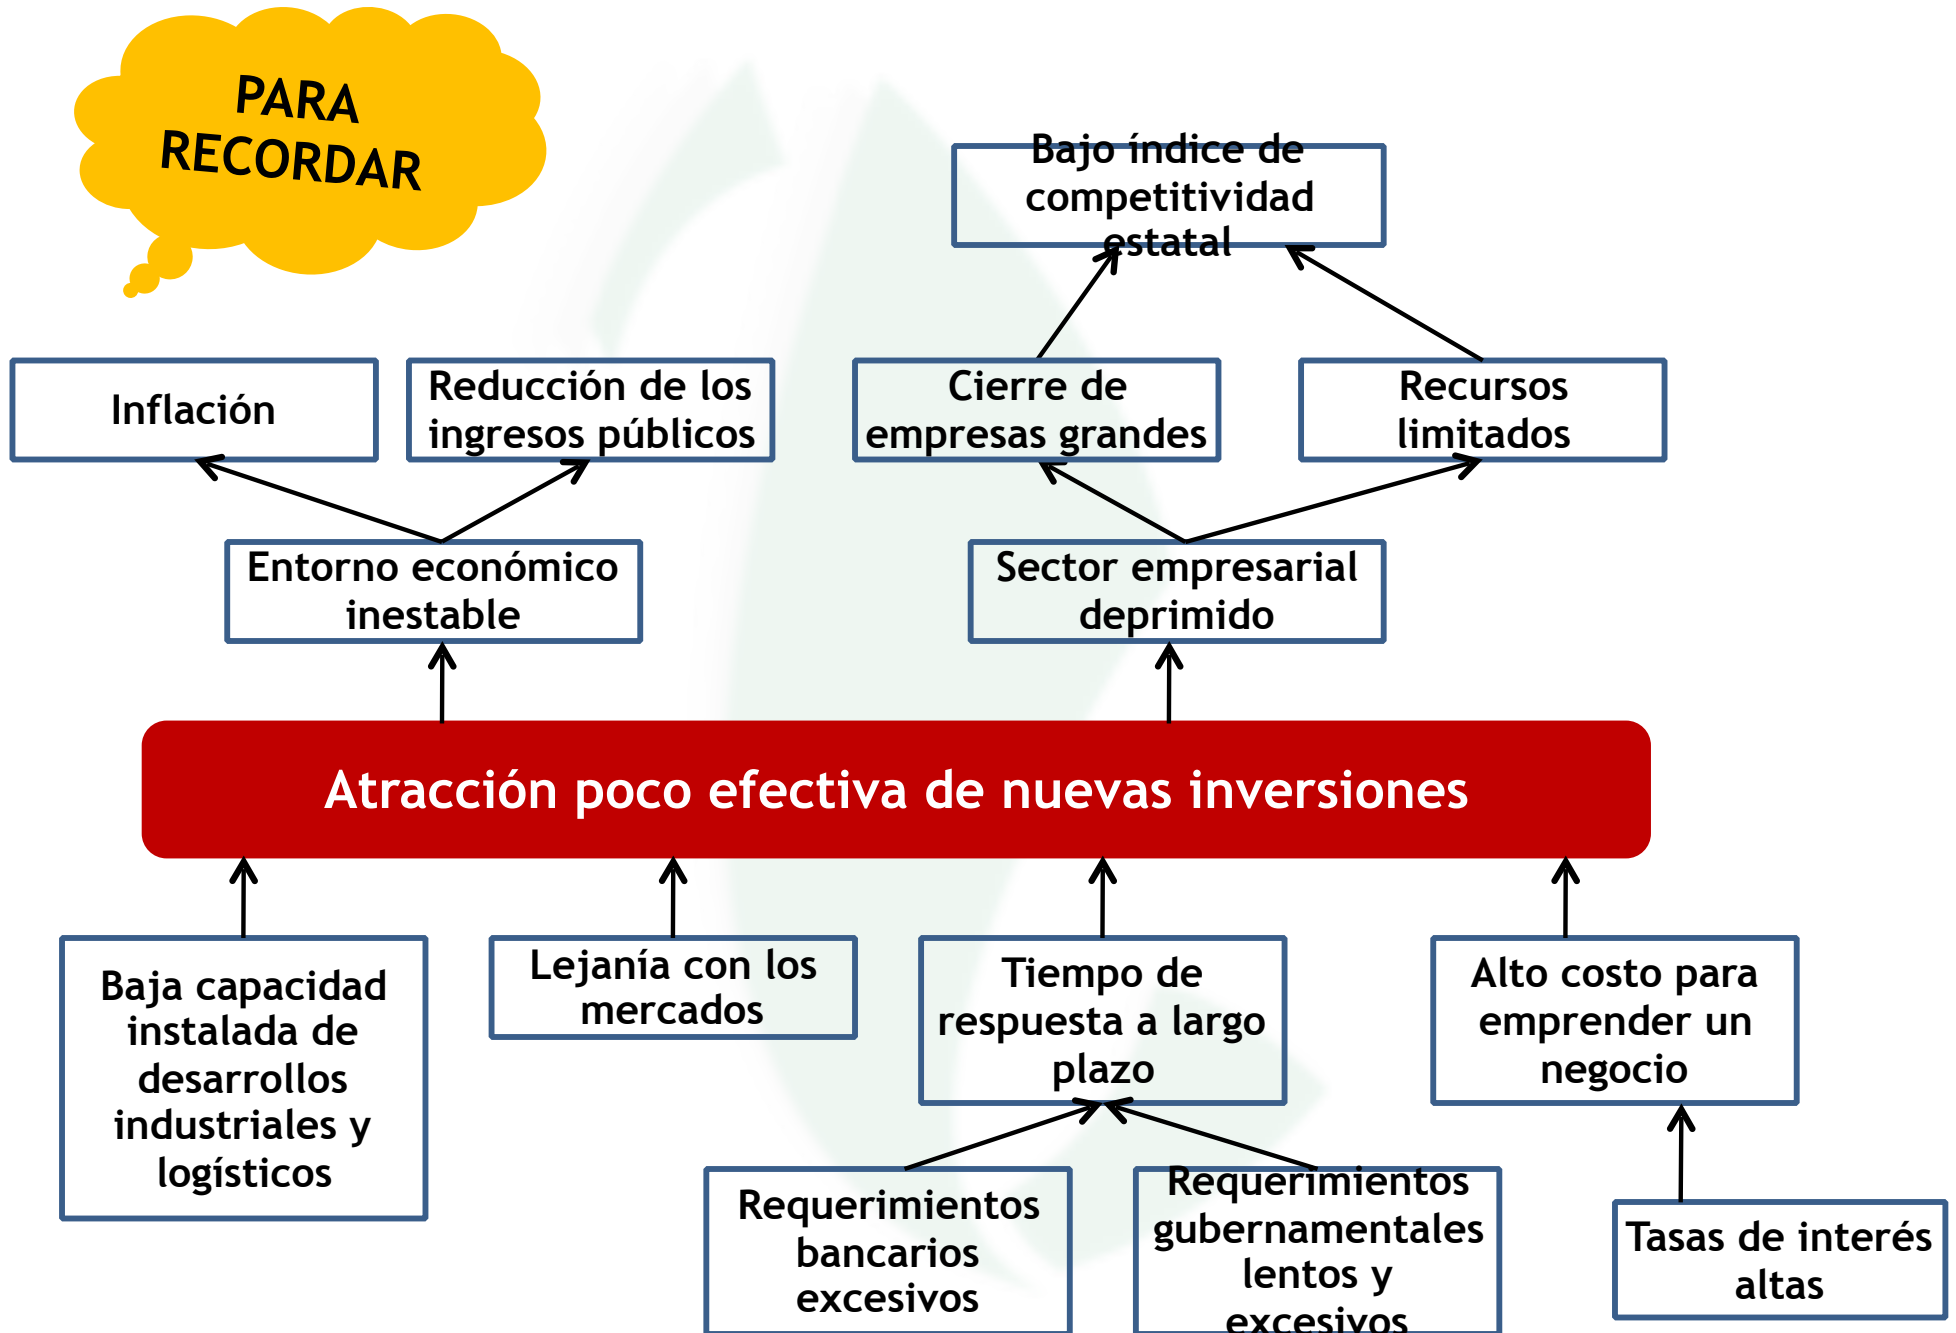 PARA
RECORDAR
Bajo índice de
competitividad
estatal
Inflación
Reducción de los
ingresos públicos
Cierre de
empresas grandes
Recursos
limitados
Entorno económico
inestable
Sector empresarial
deprimido
Atracción poco efectiva de nuevas inversiones
Baja capacidad
instalada de
desarrollos
industriales y
logísticos
Lejanía con los
mercados
Tiempo de
respuesta a largo
plazo
Alto costo para
emprender un
negocio
Requerimientos
bancarios
excesivos
Requerimientos
gubernamentales
lentos y
excesivos
Tasas de interés
altas